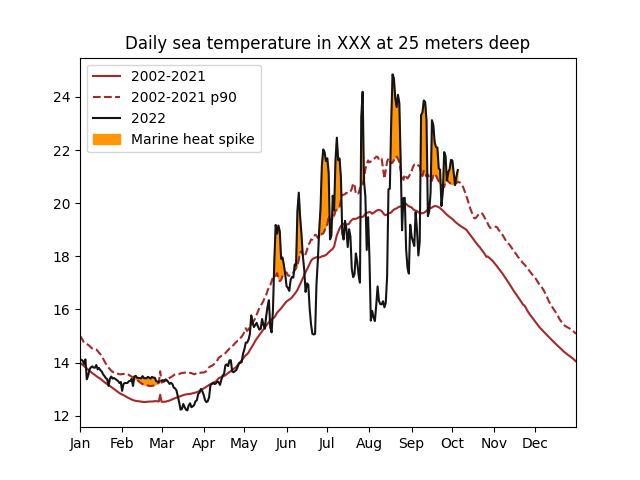 Daily sea temperature in XXX at 25 meters deep
2002-2021
2002-2021 p90
2022
Marine heat spike
24
22
20
18
16
14
12
Jan Feb Mar Apr May Jun Jul Aug Sep Oct Nov Dec